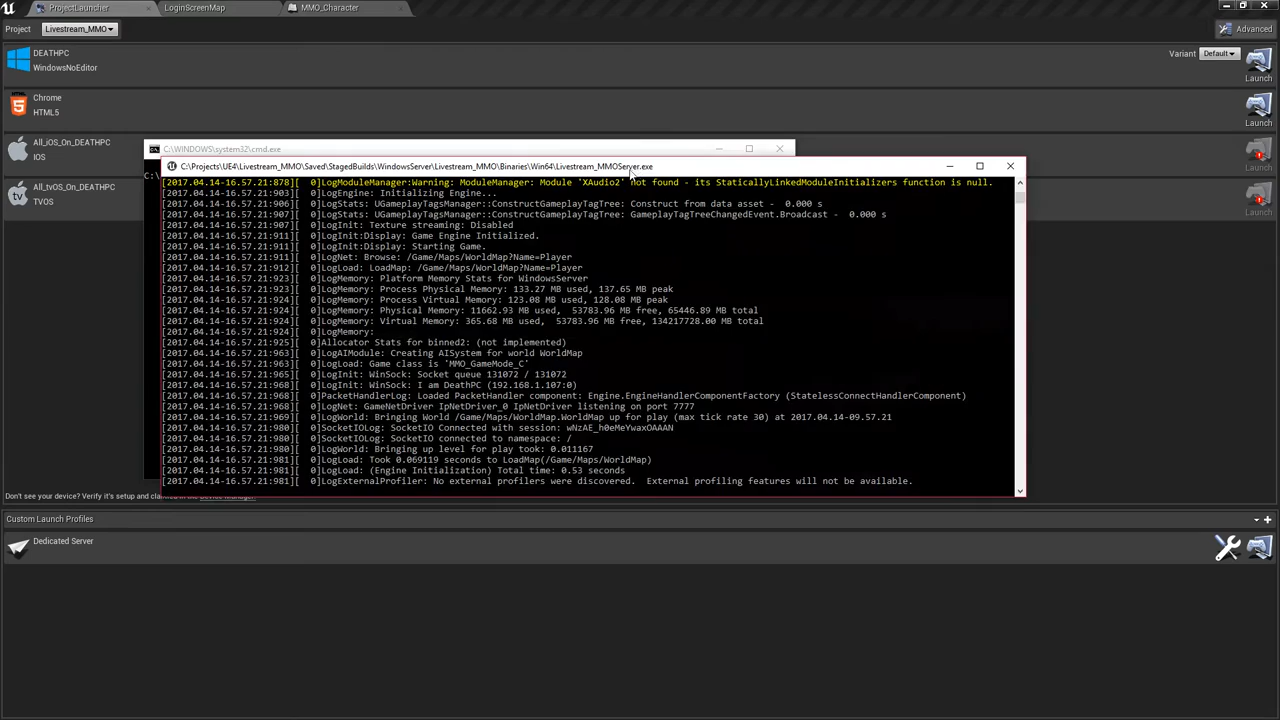 ProjectLauncher
LoginScreenMap
MMO_Character
Project
Livestream_MMO
Advanced
DEATHPC
WindowsNoEditor
Variant
Default
Launch
Chrome
HTML5
Launch
All_iOS_On_DEATHPC
IOS
All_tvOS_On_DEATHPC
TVOS
Launch
Launch
C:\WINDOWS\system32\cmd.exe
C:\
C:\Projects\UE4\Livestream_MMO\Saved\StagedBuilds\WindowsServer\Livestream_MMO\Binaries\Win64\Livestream_MMOServer.exe
[2017.04.14-16.57.21:878][  0]LogModuleManager:Warning: ModuleManager: Module 'XAudio2' not found - its StaticallyLinkedModuleInitializers function is null.
LogEngine: Initializing Engine...
[2017.04.14-16.57.21:906][  0]LogStats: UGameplayTagsManager::ConstructGameplayTagTree: Construct from data asset -  0.000 s
[2017.04.14-16.57.21:907][  0]LogStats: UGameplayTagsManager::ConstructGameplayTagTree: GameplayTagTreeChangedEvent.Broadcast -  0.000 s
[2017.04.14-16.57.21:907][  0]LogInit: Texture streaming: Disabled
[2017.04.14-16.57.21:911][  0]LogInit:Display: Game Engine Initialized.
[2017.04.14-16.57.21:911][  0]LogInit:Display: Starting Game.
[2017.04.14-16.57.21:911][  0]LogNet: Browse: /Game/Maps/WorldMap?Name=Player
[2017.04.14-16.57.21:912][  0]LogLoad: LoadMap: /Game/Maps/WorldMap?Name=Player
[2017.04.14-16.57.21:923][  0]LogMemory: Platform Memory Stats for WindowsServer
[2017.04.14-16.57.21:923][  0]LogMemory: Process Physical Memory: 133.27 MB used, 137.65 MB peak
[2017.04.14-16.57.21:924][  0]LogMemory: Process Virtual Memory: 123.08 MB used, 128.08 MB peak
[2017.04.14-16.57.21:924][  0]LogMemory: Physical Memory: 11662.93 MB used,  53783.96 MB free, 65446.89 MB total
[2017.04.14-16.57.21:924][  0]LogMemory: Virtual Memory: 365.68 MB used,  53783.96 MB free, 134217728.00 MB total
[2017.04.14-16.57.21:924][  0]LogMemory:
[2017.04.14-16.57.21:925][  0]Allocator Stats for binned2: (not implemented)
[2017.04.14-16.57.21:963][  0]LogAIModule: Creating AISystem for world WorldMap
[2017.04.14-16.57.21:963][  0]LogLoad: Game class is 'MMO_GameMode_C'
[2017.04.14-16.57.21:965][  0]LogInit: WinSock: Socket queue 131072 / 131072
[2017.04.14-16.57.21:967][  0]LogInit: WinSock: I am DeathPC (192.168.1.107:0)
[2017.04.14-16.57.21:968][  0]PacketHandlerLog: Loaded PacketHandler component: Engine.EngineHandlerComponentFactory (StatelessConnectHandlerComponent)
[2017.04.14-16.57.21:968][  0]LogNet: GameNetDriver IpNetDriver_0 IpNetDriver listening on port 7777
[2017.04.14-16.57.21:969][  0]LogWorld: Bringing World /Game/Maps/WorldMap.WorldMap up for play (max tick rate 30) at 2017.04.14-09.57.21
[2017.04.14-16.57.21:980][  0]SocketIOLog: SocketIO Connected with session: wNzAE_h0eMeYwaxOAAAN
[2017.04.14-16.57.21:980][  0]SocketIOLog: SocketIO connected to namespace: /
[2017.04.14-16.57.21:980][  0]LogWorld: Bringing up level for play took: 0.011167
[2017.04.14-16.57.21:981][  0]LogLoad: Took 0.069119 seconds to LoadMap(/Game/Maps/WorldMap)
[2017.04.14-16.57.21:981][  0]LogLoad: (Engine Initialization) Total time: 0.53 seconds
[2017.04.14-16.57.21:981][  0]LogExternalProfiler: No external profilers were discovered.  External profiling features will not be available.
Don't see your device? Verify it's setup and claimed in the Device Manager.
Custom Launch Profiles
Dedicated Server